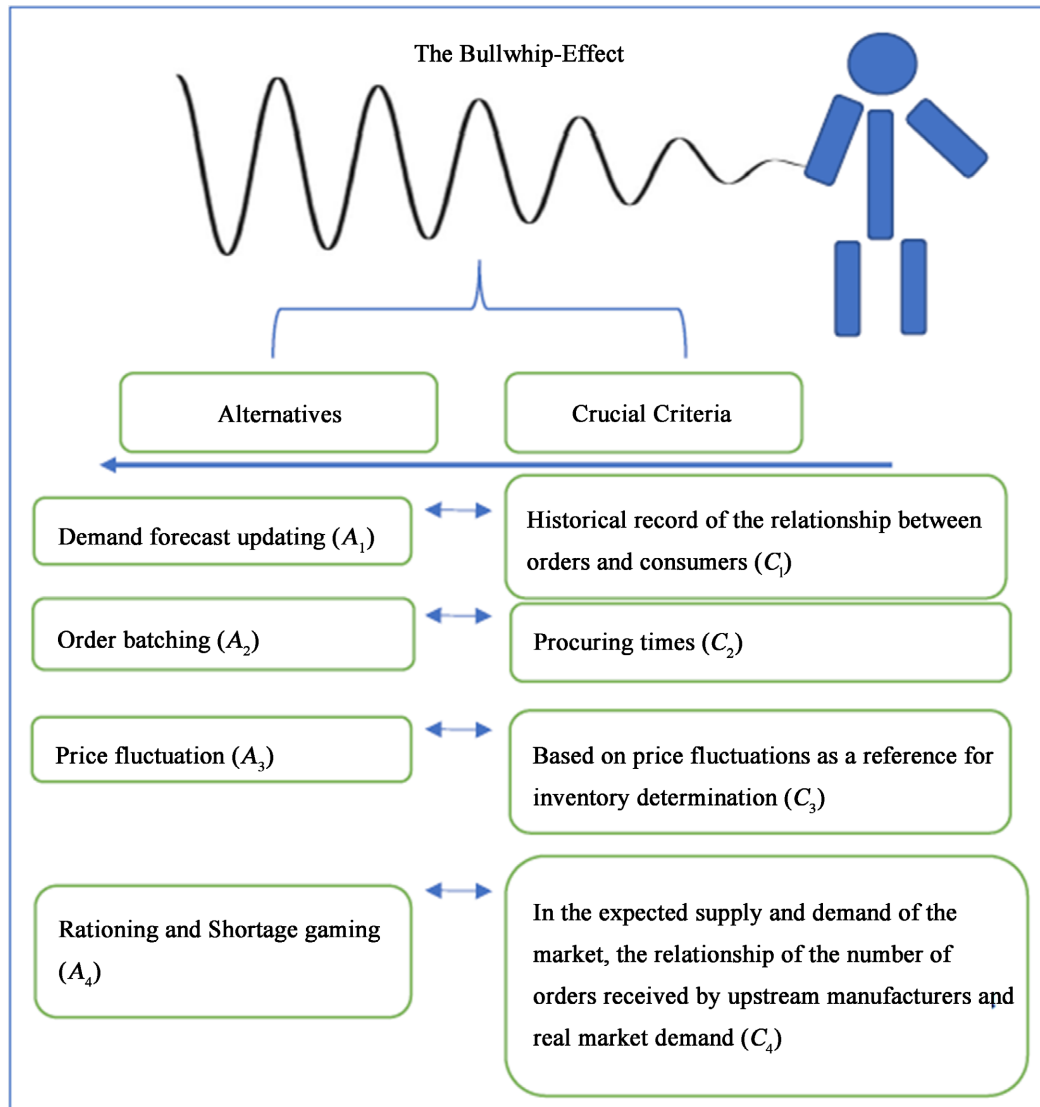 The Bullwhip-Effect
Alternatives
Crucial Criteria
Demand forecast updating (A₁)
Historical record of the relationship between
orders and consumers (C₁)
Order batching (A₂)
Procuring times (C₂)
Price fluctuation (A₃)
Based on price fluctuations as a reference for
inventory determination (C₃)
Rationing and Shortage gaming
(A₄)
In the expected supply and demand of the
market, the relationship of the number of
orders received by upstream manufacturers and
real market demand (C₄)